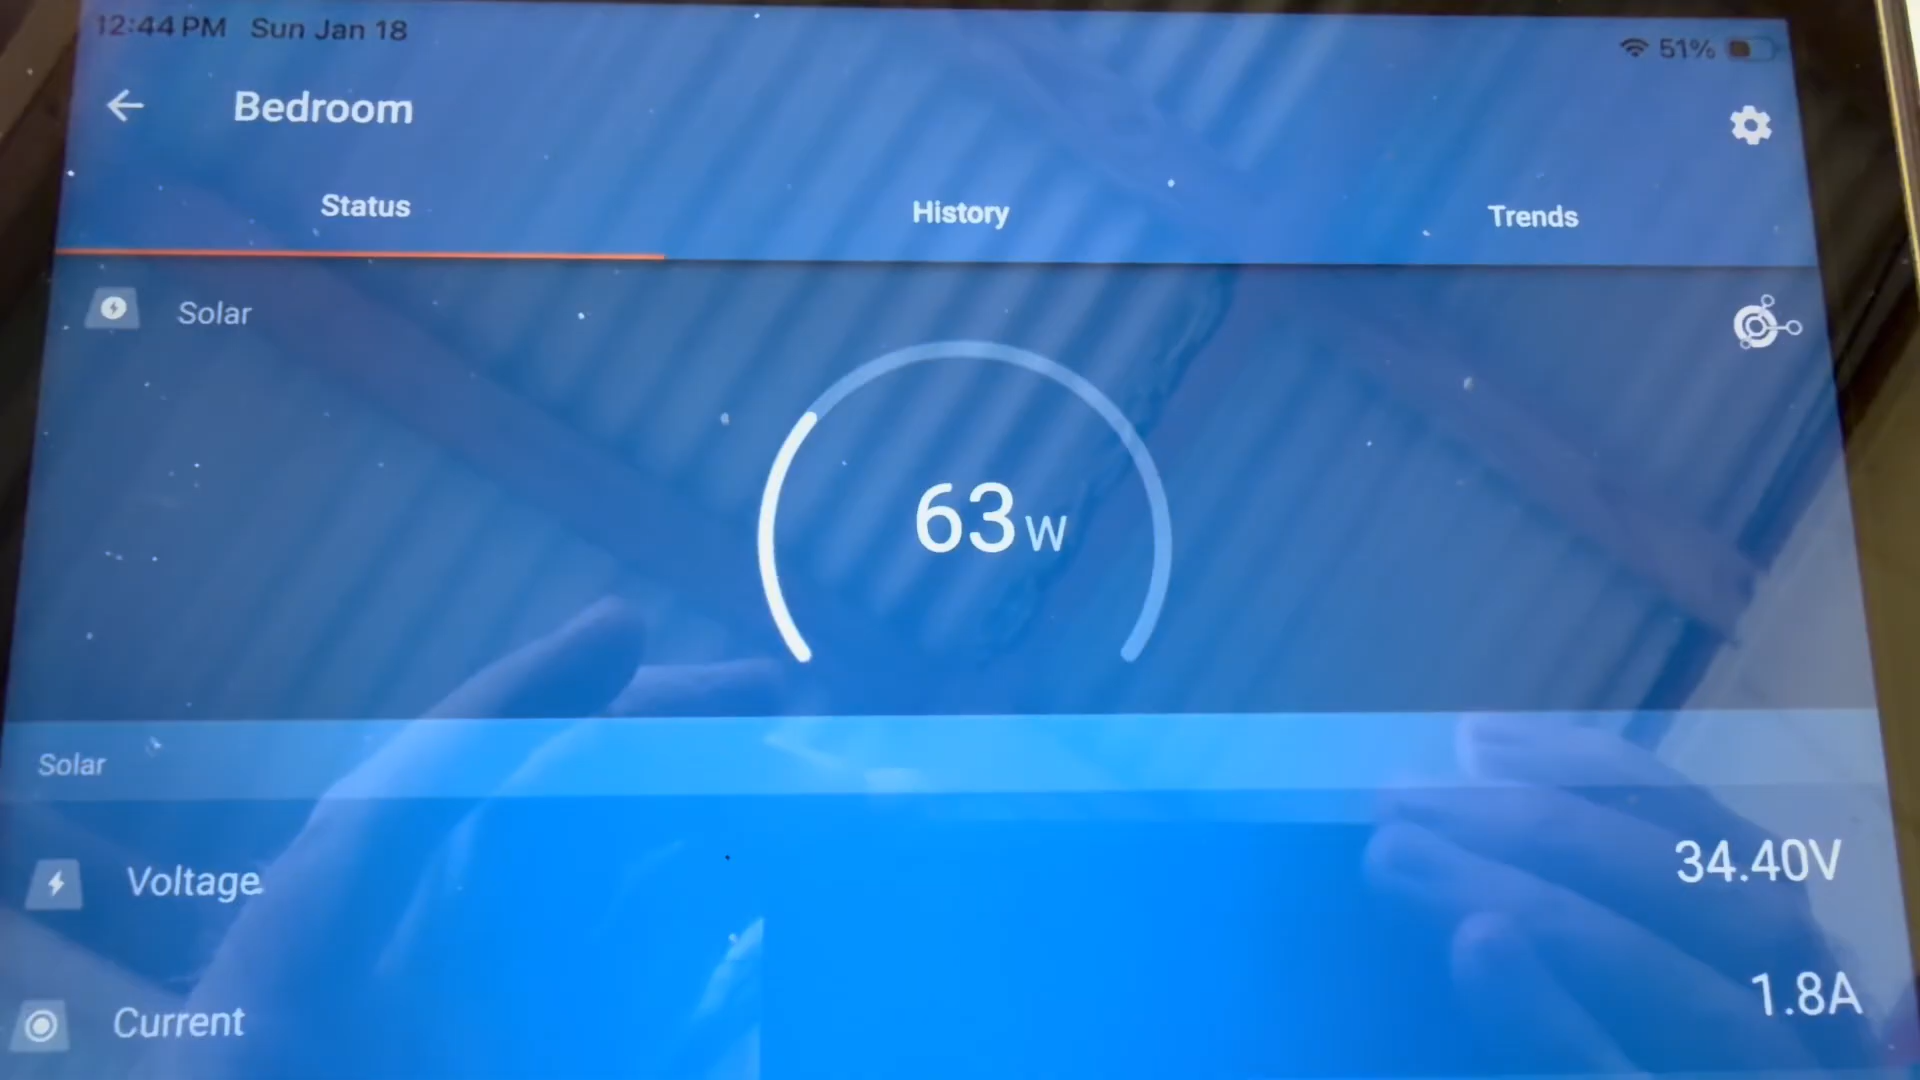 12:44 PM Sun Jan 18
51%
Bedroom
Status
History
Trends
Solar
63W
Solar
Voltage
34.40V
Current
1.8A